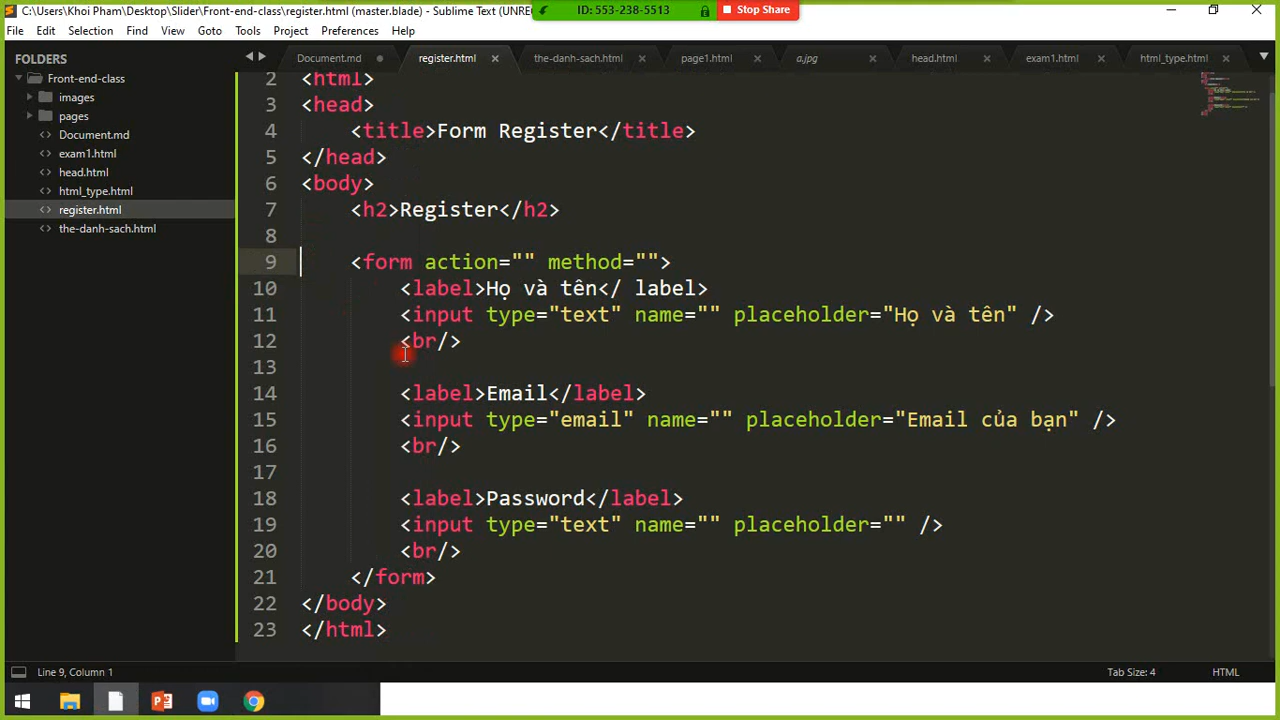 C:\Users\Khoi Pham\Desktop\Slider\Front-end-class\register.html (master.blade) - Sublime Text (UNRE
ID: 553-238-5513
Stop Share
File Edit Selection Find View Goto Tools Project Preferences Help
FOLDERS
Front-end-class
images
pages
Document.md
exam1.html
head.html
html_type.html
register.html
the-danh-sach.html
Document.md register.html the-danh-sach.html page1.html a.jpg head.html exam1.html html_type.html
2 <html>
3 <head>
4 <title>Form Register</title>
5 </head>
6 <body>
7 <h2>Register</h2>
8
9 <form action="" method="">
10 <label>Họ và tên</ label>
11 <input type="text" name="" placeholder="Họ và tên" />
12 <br/>
13
14 <label>Email</label>
15 <input type="email" name="" placeholder="Email của bạn" />
16 <br/>
17
18 <label>Password</label>
19 <input type="text" name="" placeholder="" />
20 <br/>
21 </form>
22 </body>
23 </html>
Line 9, Column 1
Tab Size: 4
HTML